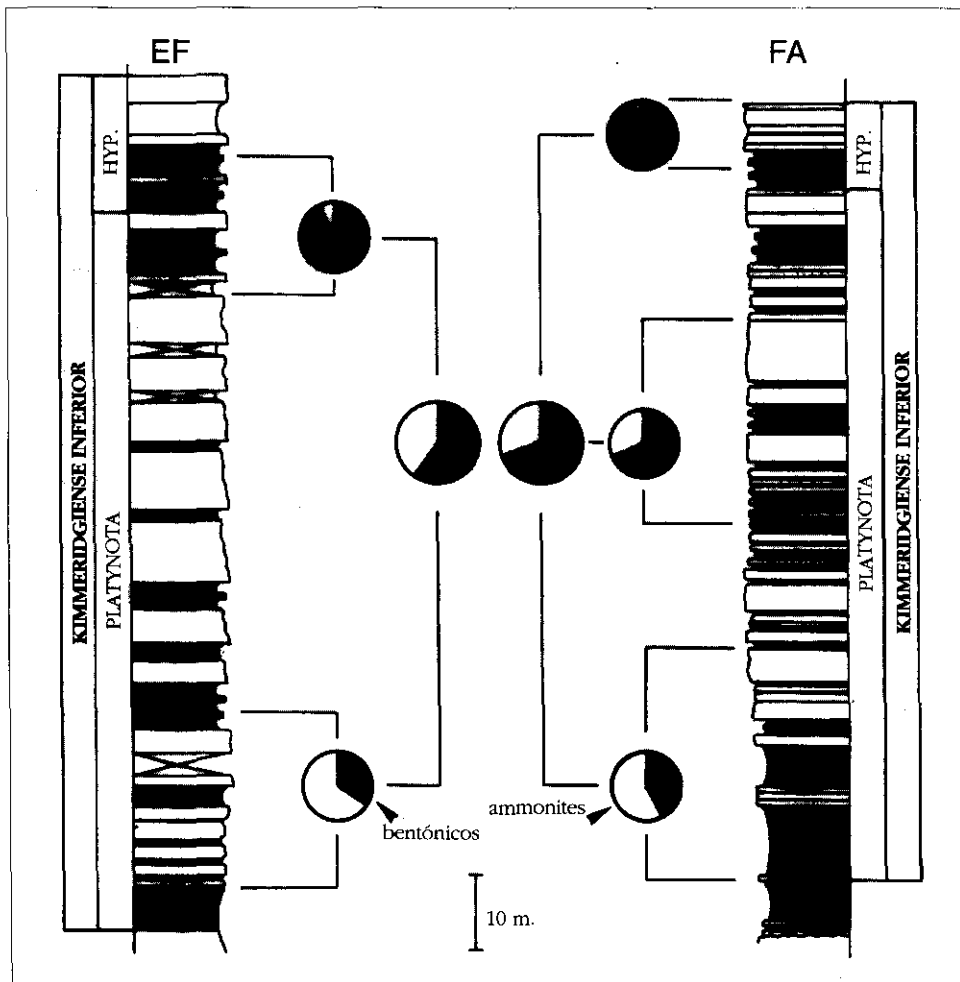 EF
FA
HYP.
HYP.
KIMMERIDGIENSE INFERIOR
PLATYNOTA
PLATYNOTA
KIMMERIDGIENSE INFERIOR
ammonites
bentónicos
10 m.